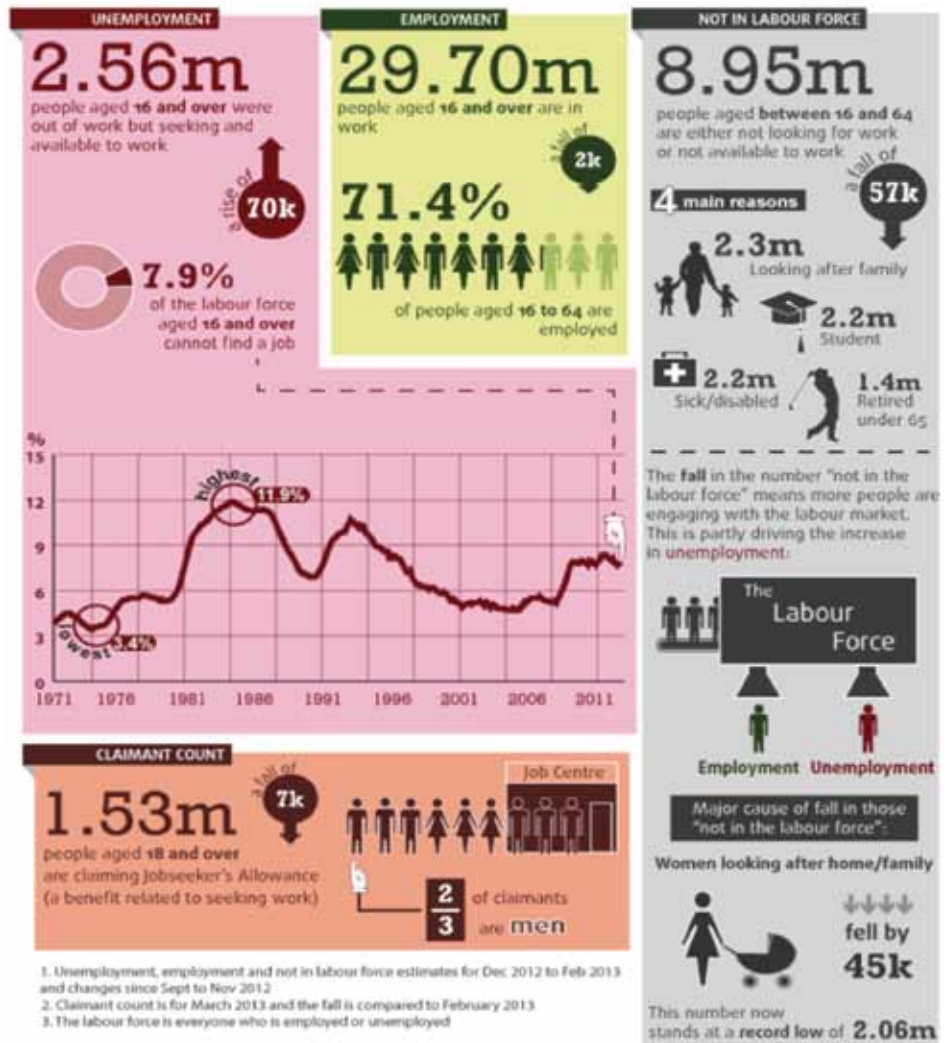 UNEMPLOYMENT
2.56m
people aged 16 and over were
out of work but seeking and
available to work
a rise of
70k
7.9%
of the labour force
aged 16 and over
cannot find a job
EMPLOYMENT
29.70m
people aged 16 and over are in
work
a fall of
2k
71.4%
of people aged 16 to 64 are
employed
%
15
12
9
6
3
0
highest
11.9%
lowest
3.4%
1971 1976 1981 1986 1991 1996 2001 2006 2011
CLAIMANT COUNT
1.53m
a fall of
7k
people aged 18 and over
are claiming Jobseeker's Allowance
(a benefit related to seeking work)
Job Centre
2
3
of claimants
are men
1. Unemployment, employment and not in labour force estimates for Dec 2012 to Feb 2013
and changes since Sept to Nov 2012
2. Claimant count is for March 2013 and the fall is compared to February 2013
3. The labour force is everyone who is employed or unemployed
NOT IN LABOUR FORCE
8.95m
people aged between 16 and 64
are either not looking for work
or not available to work
a fall of
57k
4 main reasons
2.3m
Looking after family
2.2m
Student
2.2m
Sick/disabled
1.4m
Retired
under 65
The fall in the number "not in the
labour force" means more people are
engaging with the labour market.
This is partly driving the increase
in unemployment:
The
Labour
Force
Employment Unemployment
Major cause of fall in those
"not in the labour force":
Women looking after home/family
fell by
45k
This number now
stands at a record low of 2.06m